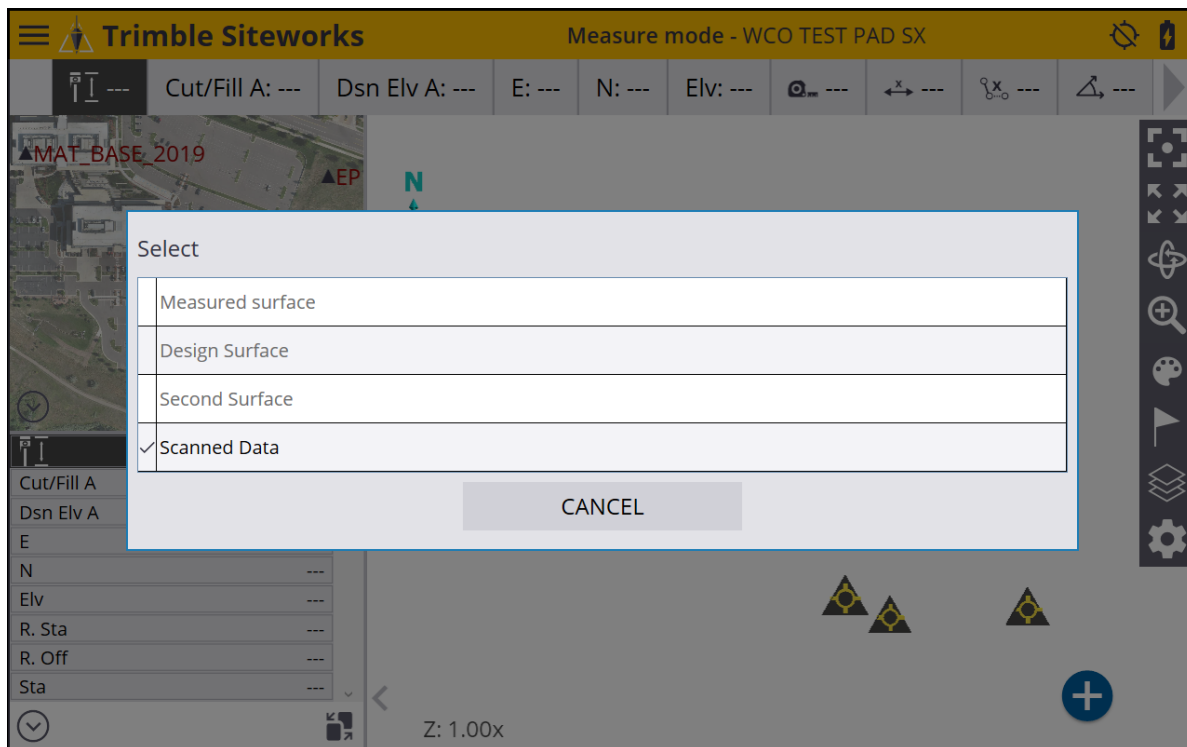 Trimble Siteworks
Measure mode - WCO TEST PAD SX
--- Cut/Fill A: --- Dsn Elv A: --- E: --- N: --- Elv: --- --- x --- x --- ---
MAT_BASE_2019
EP
N
Select
Measured surface
Design Surface
Second Surface
Scanned Data
CANCEL
Cut/Fill A
Dsn Elv A
E
N ---
Elv ---
R. Sta ---
R. Off ---
Sta ---
Z: 1.00x